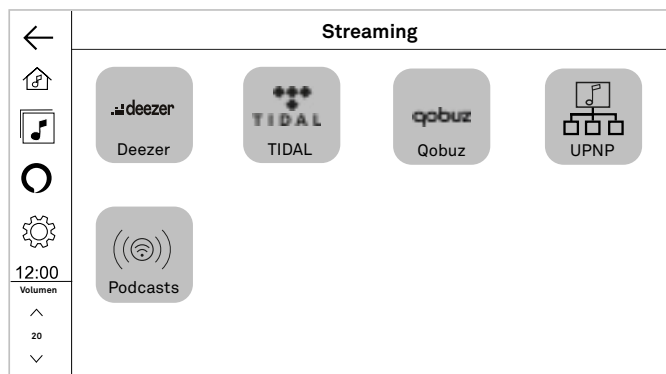 Streaming
deezer
Deezer
TIDAL
TIDAL
qobuz
Qobuz
UPNP
Podcasts
12:00
Volumen
20